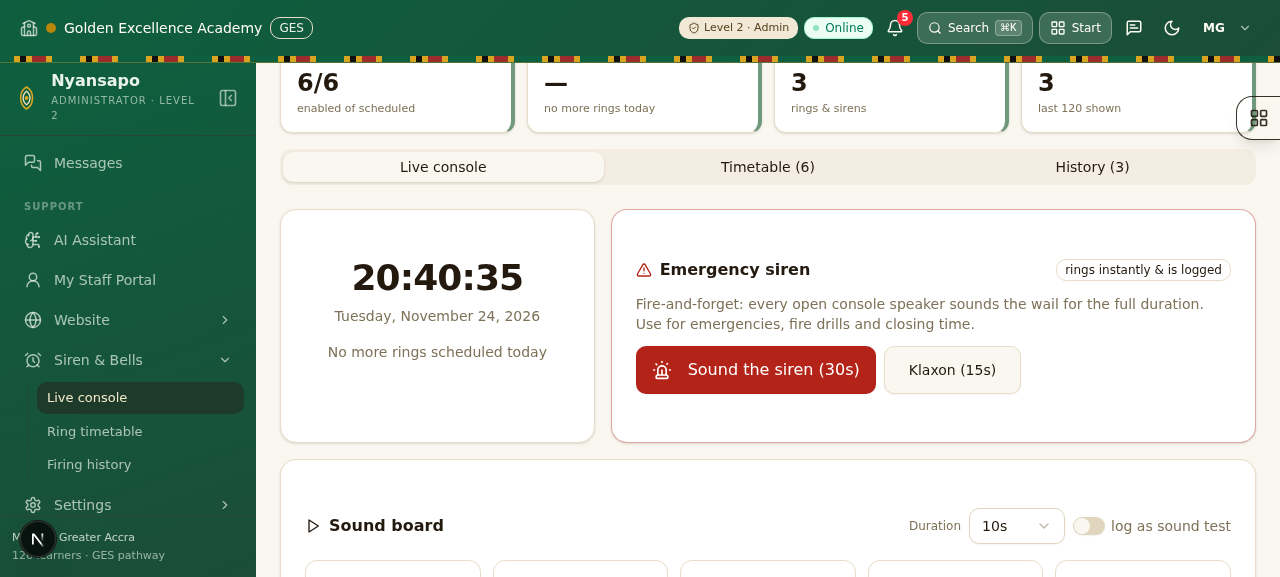 Golden Excellence Academy GES
Level 2 · Admin
Online
5
Search ⌘K
Start
MG
Nyansapo
ADMINISTRATOR · LEVEL
2
Messages
SUPPORT
AI Assistant
My Staff Portal
Website
Siren & Bells
Live console
Ring timetable
Firing history
Settings
N
Greater Accra
GES pathway
6/6
enabled of scheduled
—
no more rings today
3
rings & sirens
3
last 120 shown
Live console
Timetable (6)
History (3)
20:40:35
Tuesday, November 24, 2026
No more rings scheduled today
Emergency siren
rings instantly & is logged
Fire-and-forget: every open console speaker sounds the wail for the full duration.
Use for emergencies, fire drills and closing time.
Sound the siren (30s)
Klaxon (15s)
Sound board
Duration
10s
log as sound test